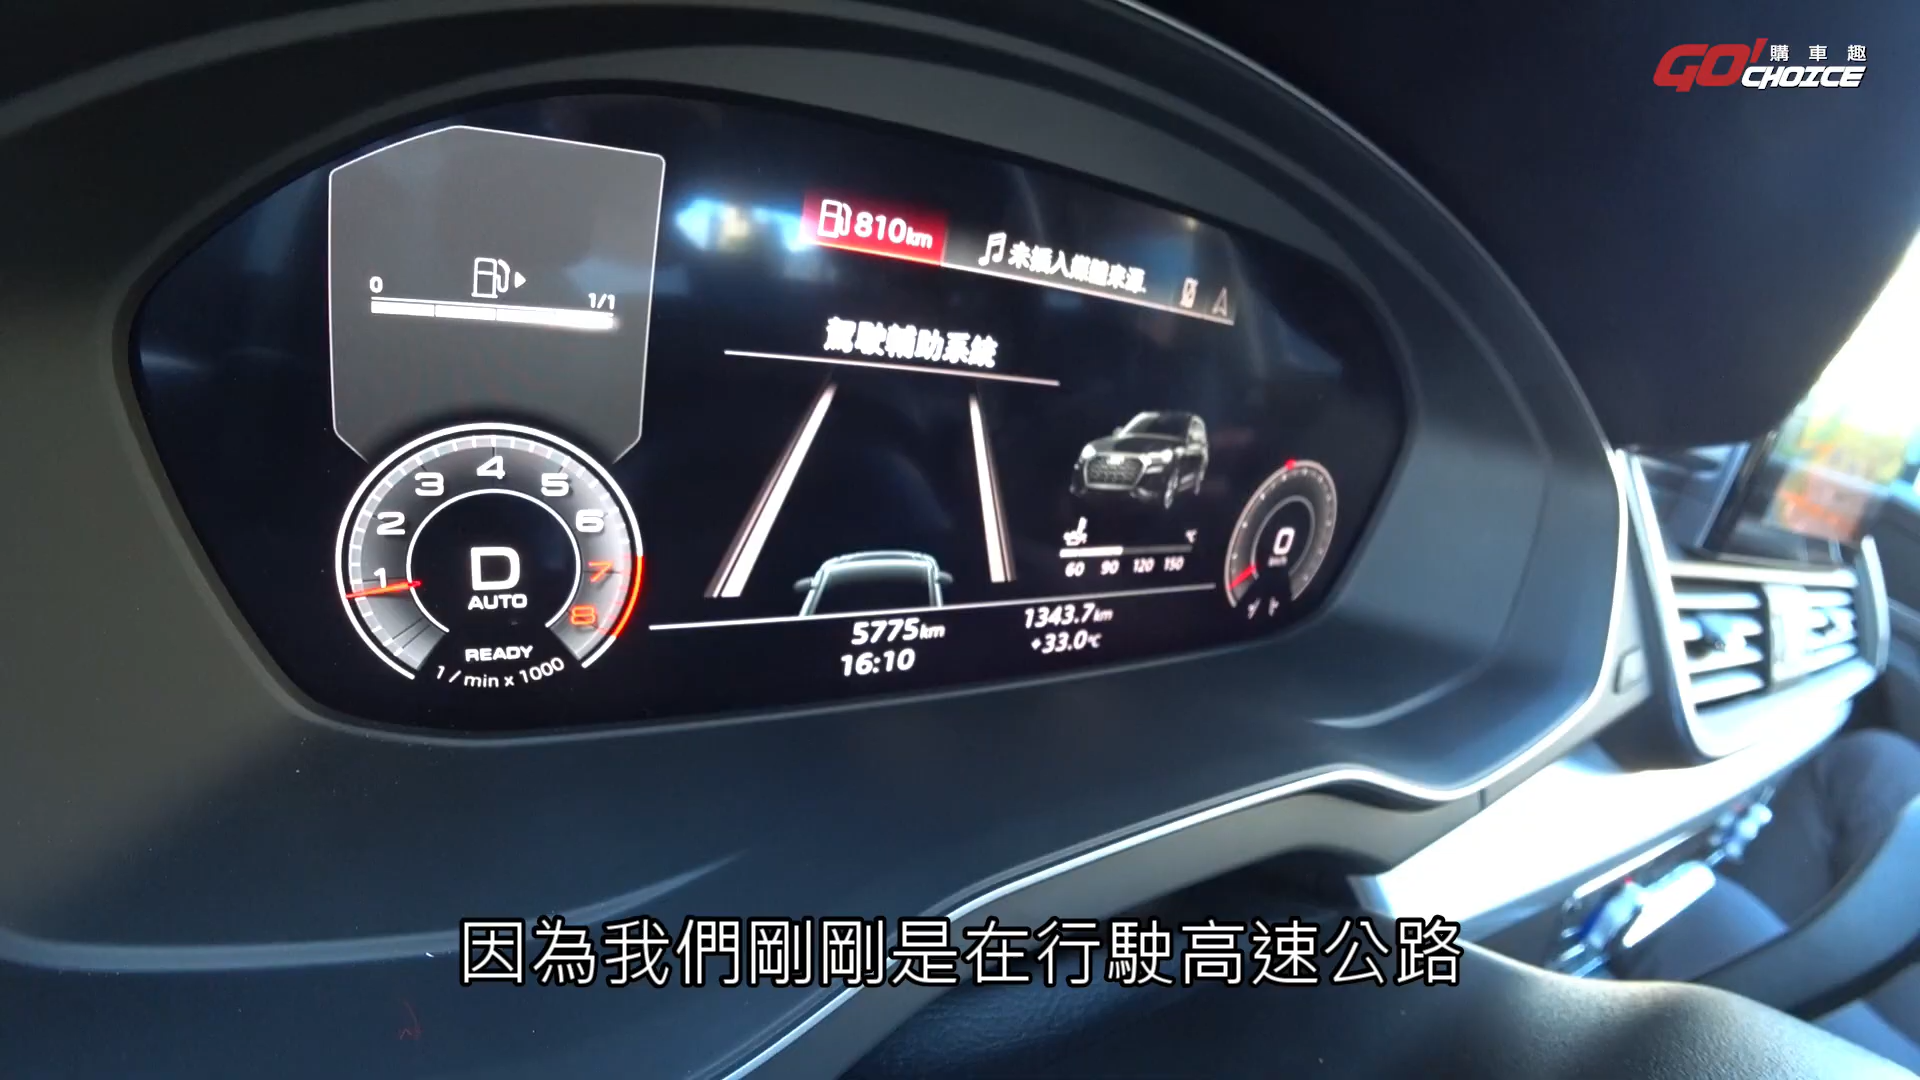 GO! 購車趣
CHOICE
810km
未插入媒體來源.
0
1/1
駕駛輔助系統
1 2 3 4 5 6 7 8
D
AUTO
READY
1 / min x 1000
°C
60 90 120 150
0
km/h
5775km
1343.7km
16:10
+33.0°C
因為我們剛剛是在行駛高速公路